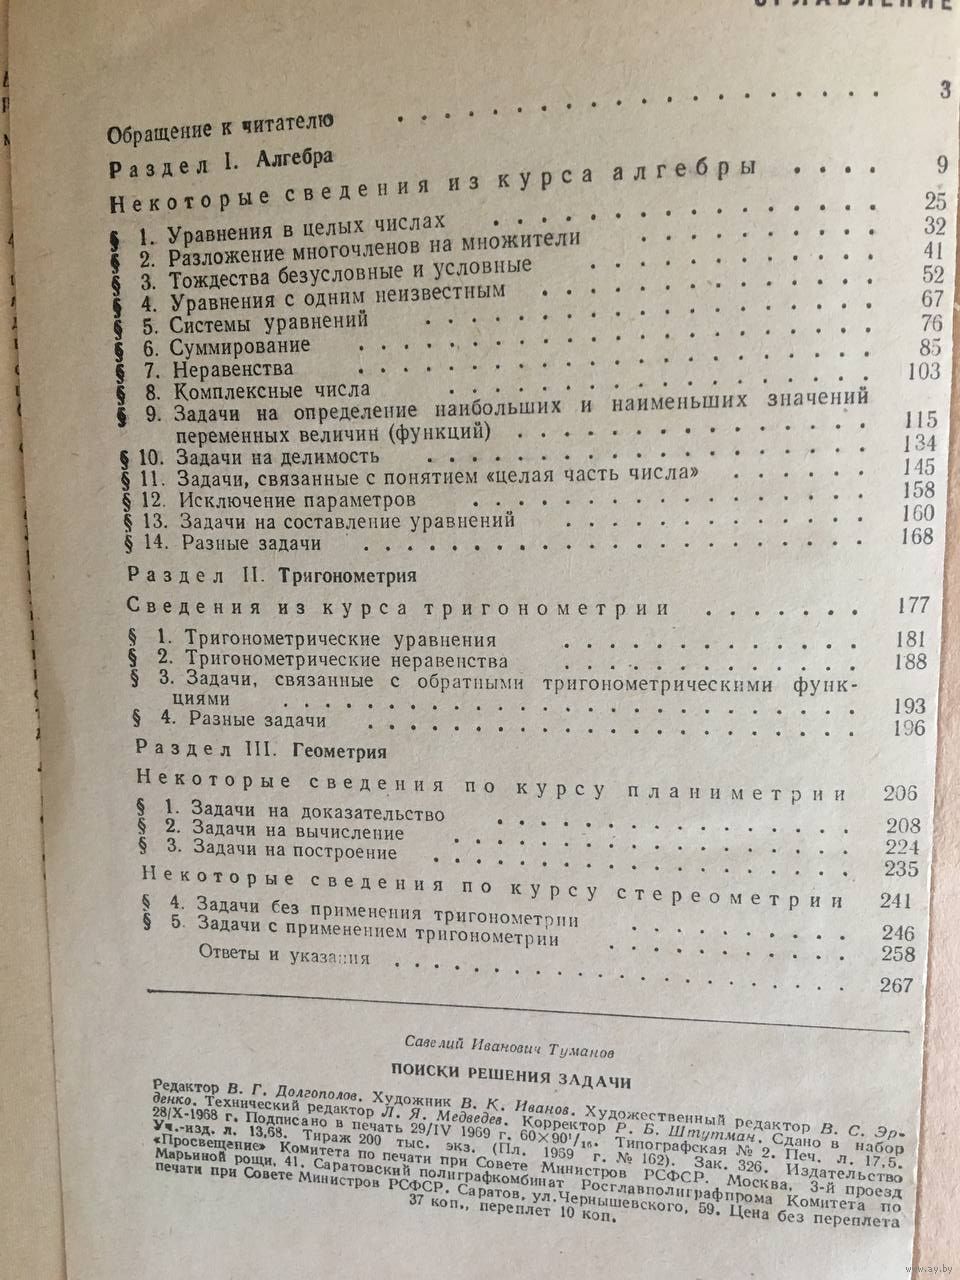 ОГЛАВЛЕНИЕ
Обращение к читателю . . . . . . . . . . . . . . . . . . 3
Раздел I. Алгебра
Некоторые сведения из курса алгебры . . . . 9
§ 1. Уравнения в целых числах . . . . . . . . . . . . . . 25
§ 2. Разложение многочленов на множители . . . . . . . . . 32
§ 3. Тождества безусловные и условные . . . . . . . . . . 41
§ 4. Уравнения с одним неизвестным . . . . . . . . . . . . 52
§ 5. Системы уравнений . . . . . . . . . . . . . . . . 67
§ 6. Суммирование . . . . . . . . . . . . . . . . . . 76
§ 7. Неравенства . . . . . . . . . . . . . . . . . . 85
§ 8. Комплексные числа . . . . . . . . . . . . . . . . 103
§ 9. Задачи на определение наибольших и наименьших значений
переменных величин (функций) . . . . . . . . . . . . . 115
§ 10. Задачи на делимость . . . . . . . . . . . . . . . . 134
§ 11. Задачи, связанные с понятием «целая часть числа» . . . . . . 145
§ 12. Исключение параметров . . . . . . . . . . . . . . 158
§ 13. Задачи на составление уравнений . . . . . . . . . . . 160
§ 14. Разные задачи . . . . . . . . . . . . . . . . . . 168
Раздел II. Тригонометрия
Сведения из курса тригонометрии . . . . . . . 177
§ 1. Тригонометрические уравнения . . . . . . . . . . . 181
§ 2. Тригонометрические неравенства . . . . . . . . . . . 188
§ 3. Задачи, связанные с обратными тригонометрическими функ-
циями . . . . . . . . . . . . . . . . . . . . . 193
§ 4. Разные задачи . . . . . . . . . . . . . . . . . . 196
Раздел III. Геометрия
Некоторые сведения по курсу планиметрии 206
§ 1. Задачи на доказательство . . . . . . . . . . . . . 208
§ 2. Задачи на вычисление . . . . . . . . . . . . . . . 224
§ 3. Задачи на построение . . . . . . . . . . . . . . . 235
Некоторые сведения по курсу стереометрии 241
§ 4. Задачи без применения тригонометрии . . . . . . . . . 246
§ 5. Задачи с применением тригонометрии . . . . . . . . . . 258
Ответы и указания . . . . . . . . . . . . . . . . . 267
Савелий Иванович Туманов
ПОИСКИ РЕШЕНИЯ ЗАДАЧИ
Редактор В. Г. Долгополов. Художник В. К. Иванов. Художественный редактор В. С. Эр-
денко. Технический редактор Л. Я. Медведев. Корректор Р. Б. Штутман. Сдано в набор
28/X-1968 г. Подписано в печать 29/IV 1969 г. 60×90¹/₁₆. Типографская № 2. Печ. л. 17,5.
Уч.-изд. л. 13,68. Тираж 200 тыс. экз. (Пл. 1969 г. № 162). Зак. 326. Издательство
«Просвещение» Комитета по печати при Совете Министров РСФСР. Москва, 3-й проезд
Марьиной рощи, 41. Саратовский полиграфкомбинат Росглавполиграфпрома Комитета по
печати при Совете Министров РСФСР. Саратов, ул.Чернышевского, 59. Цена без переплета
37 коп., переплет 10 коп.
www.ay.by